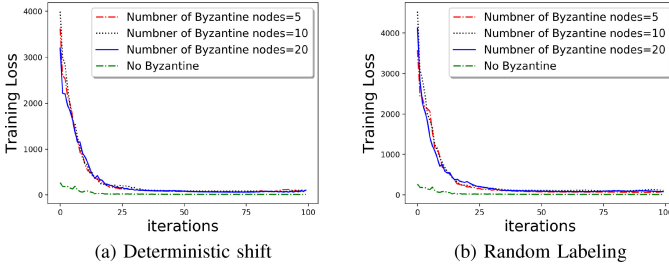 4000
3000
2000
1000
0
Training Loss
Numbner of Byzantine nodes=5
Numbner of Byzantine nodes=10
Numbner of Byzantine nodes=20
No Byzantine
0 25 50 75 100
iterations
(a) Deterministic shift
4000
3000
2000
1000
0
Training Loss
Numbner of Byzantine nodes=5
Numbner of Byzantine nodes=10
Numbner of Byzantine nodes=20
No Byzantine
0 25 50 75 100
iterations
(b) Random Labeling